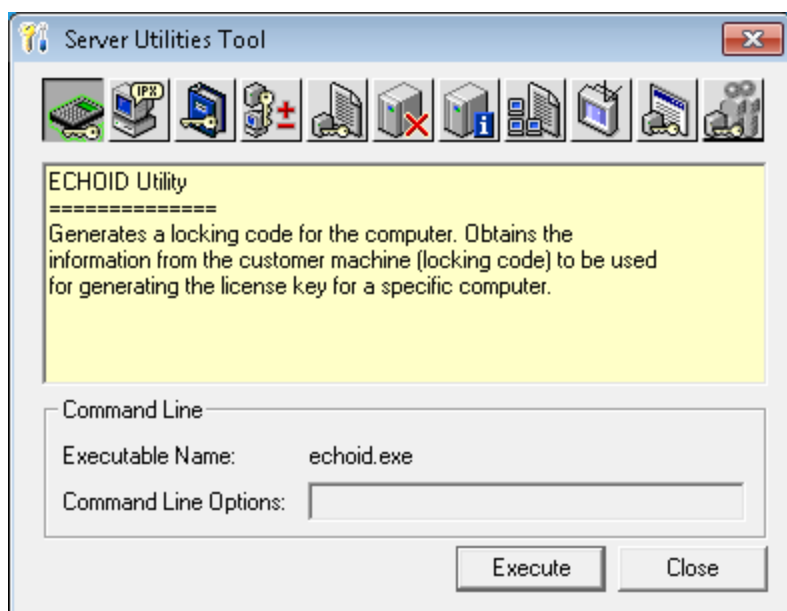 Server Utilities Tool
IPX
ECHOID Utility
==============
Generates a locking code for the computer. Obtains the
information from the customer machine (locking code) to be used
for generating the license key for a specific computer.
Command Line
Executable Name: echoid.exe
Command Line Options:
Execute Close